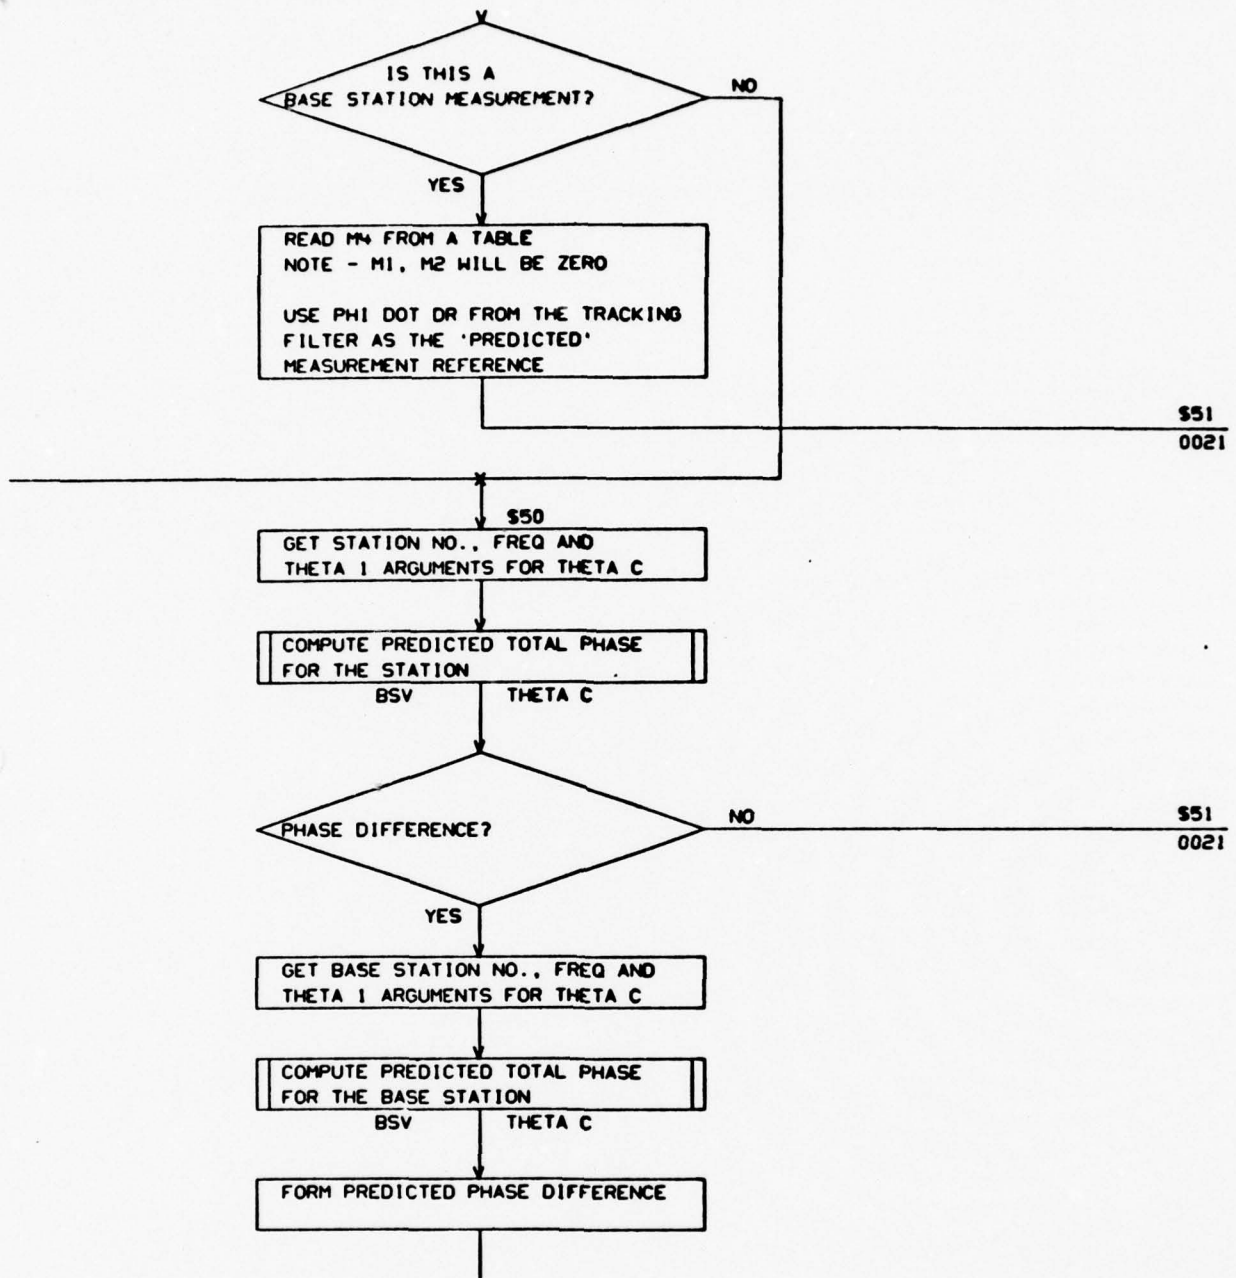 IS THIS A
BASE STATION MEASUREMENT?
NO
YES
READ M4 FROM A TABLE
NOTE - M1, M2 WILL BE ZERO
USE PHI DOT DR FROM THE TRACKING
FILTER AS THE 'PREDICTED'
MEASUREMENT REFERENCE
$51
0021
$50
GET STATION NO., FREQ AND
THETA 1 ARGUMENTS FOR THETA C
COMPUTE PREDICTED TOTAL PHASE
FOR THE STATION
BSV THETA C
PHASE DIFFERENCE?
NO
$51
0021
YES
GET BASE STATION NO., FREQ AND
THETA 1 ARGUMENTS FOR THETA C
COMPUTE PREDICTED TOTAL PHASE
FOR THE BASE STATION
BSV THETA C
FORM PREDICTED PHASE DIFFERENCE